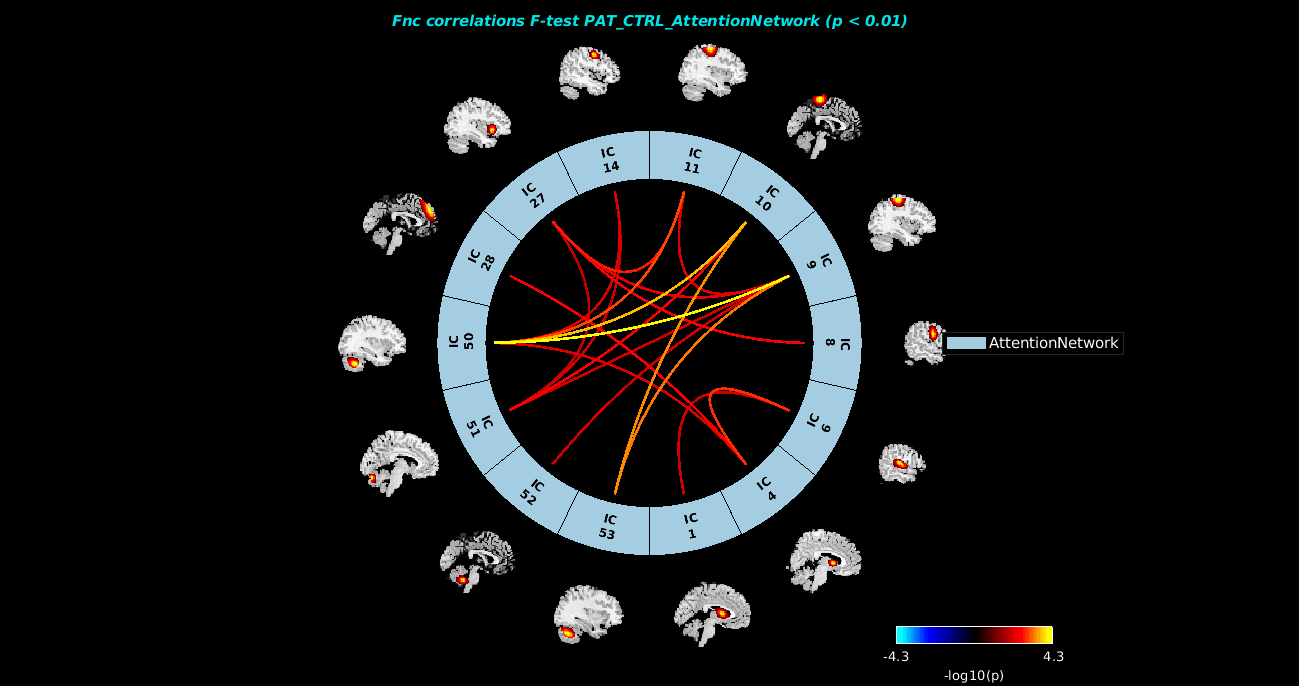 Fnc correlations F-test PAT_CTRL_AttentionNetwork (p < 0.01)
IC
14
IC
11
IC
27
IC
10
IC
28
IC
9
IC
50
IC
8
AttentionNetwork
IC
51
IC
6
IC
52
IC
4
IC
53
IC
1
-4.3
4.3
-log10(p)